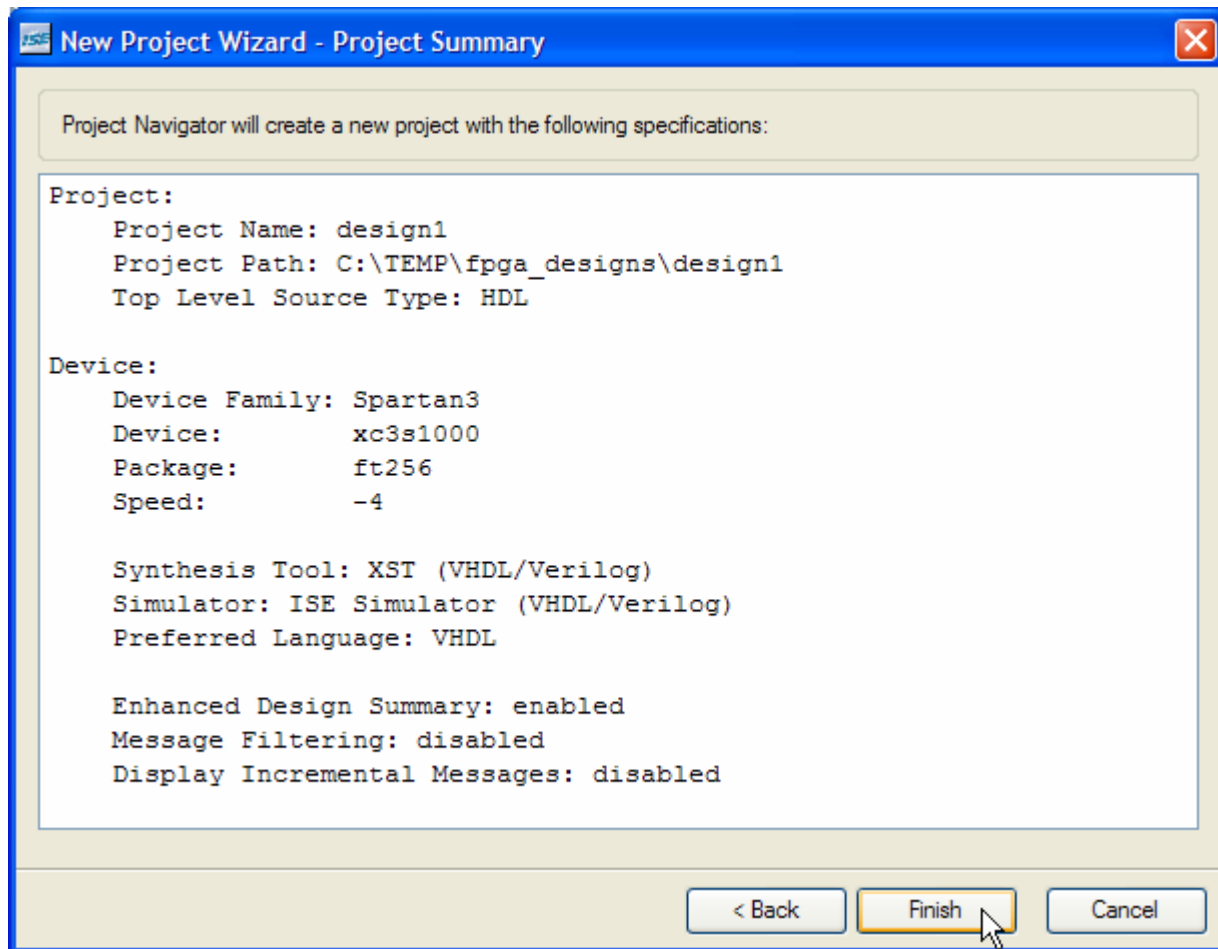 ISE New Project Wizard - Project Summary
Project Navigator will create a new project with the following specifications:
Project:
Project Name: design1
Project Path: C:\TEMP\fpga_designs\design1
Top Level Source Type: HDL
Device:
Device Family: Spartan3
Device: xc3s1000
Package: ft256
Speed: -4
Synthesis Tool: XST (VHDL/Verilog)
Simulator: ISE Simulator (VHDL/Verilog)
Preferred Language: VHDL
Enhanced Design Summary: enabled
Message Filtering: disabled
Display Incremental Messages: disabled
< Back Finish Cancel